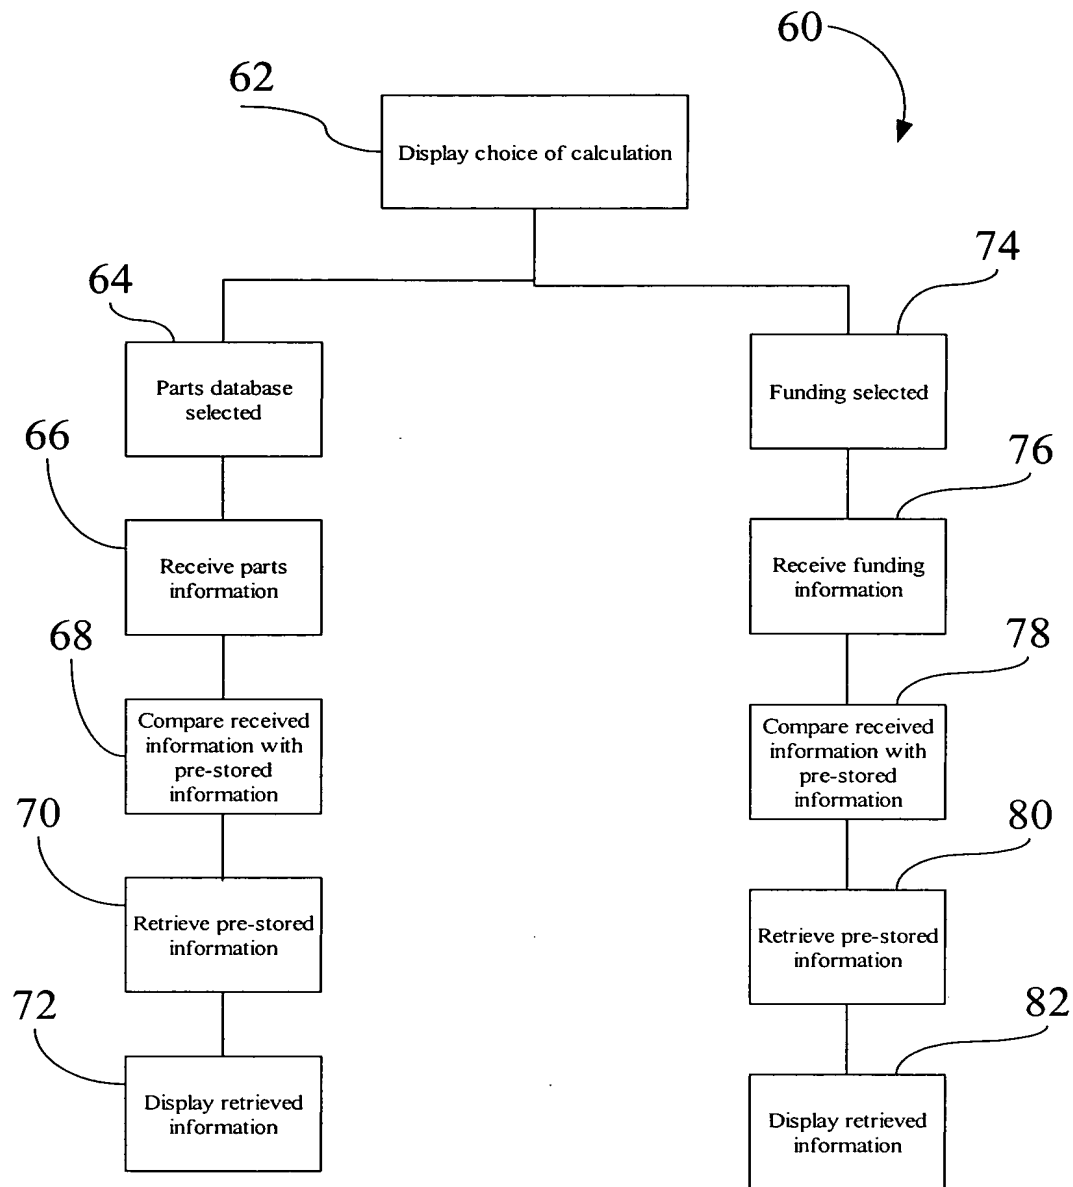 60
62
Display choice of calculation
64
Parts database
selected
66
Receive parts
information
68
Compare received
information with
pre-stored
information
70
Retrieve pre-stored
information
72
Display retrieved
information
74
Funding selected
76
Receive funding
information
78
Compare received
information with
pre-stored
information
80
Retrieve pre-stored
information
82
Display retrieved
information